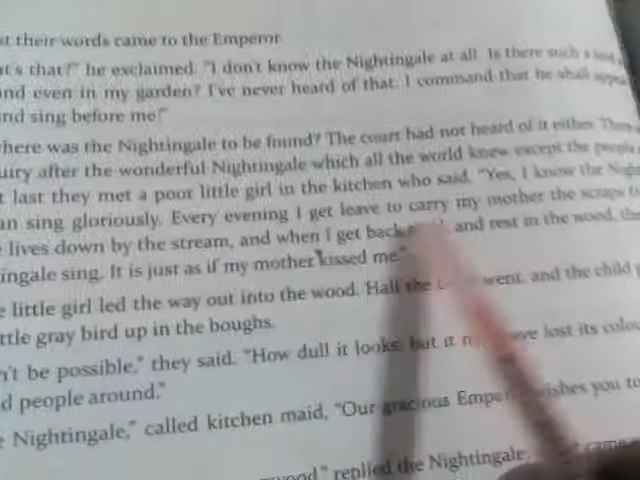 st their words came to the Emperor.
at's that?" he exclaimed. "I don't know the Nightingale at all. Is there such a
and even in my garden? I've never heard of that. I command that he shall appear
and sing before me!"
here was the Nightingale to be found? The court had not heard of it either.
uiry after the wonderful Nightingale which all the world knew except the people
t last they met a poor little girl in the kitchen who said. "Yes, I know the
an sing gloriously. Every evening I get leave to carry my mother the scraps
lives down by the stream, and when I get back and rest in the wood,
ingale sing. It is just as if my mother kissed me."
e little girl led the way out into the wood. Half the went, and the child
ttle gray bird up in the boughs.
n't be possible," they said. "How dull it looks; but it have lost its
d people around."
e Nightingale," called kitchen maid, "Our gracious wishes you to
wood" replied the Nightingale,